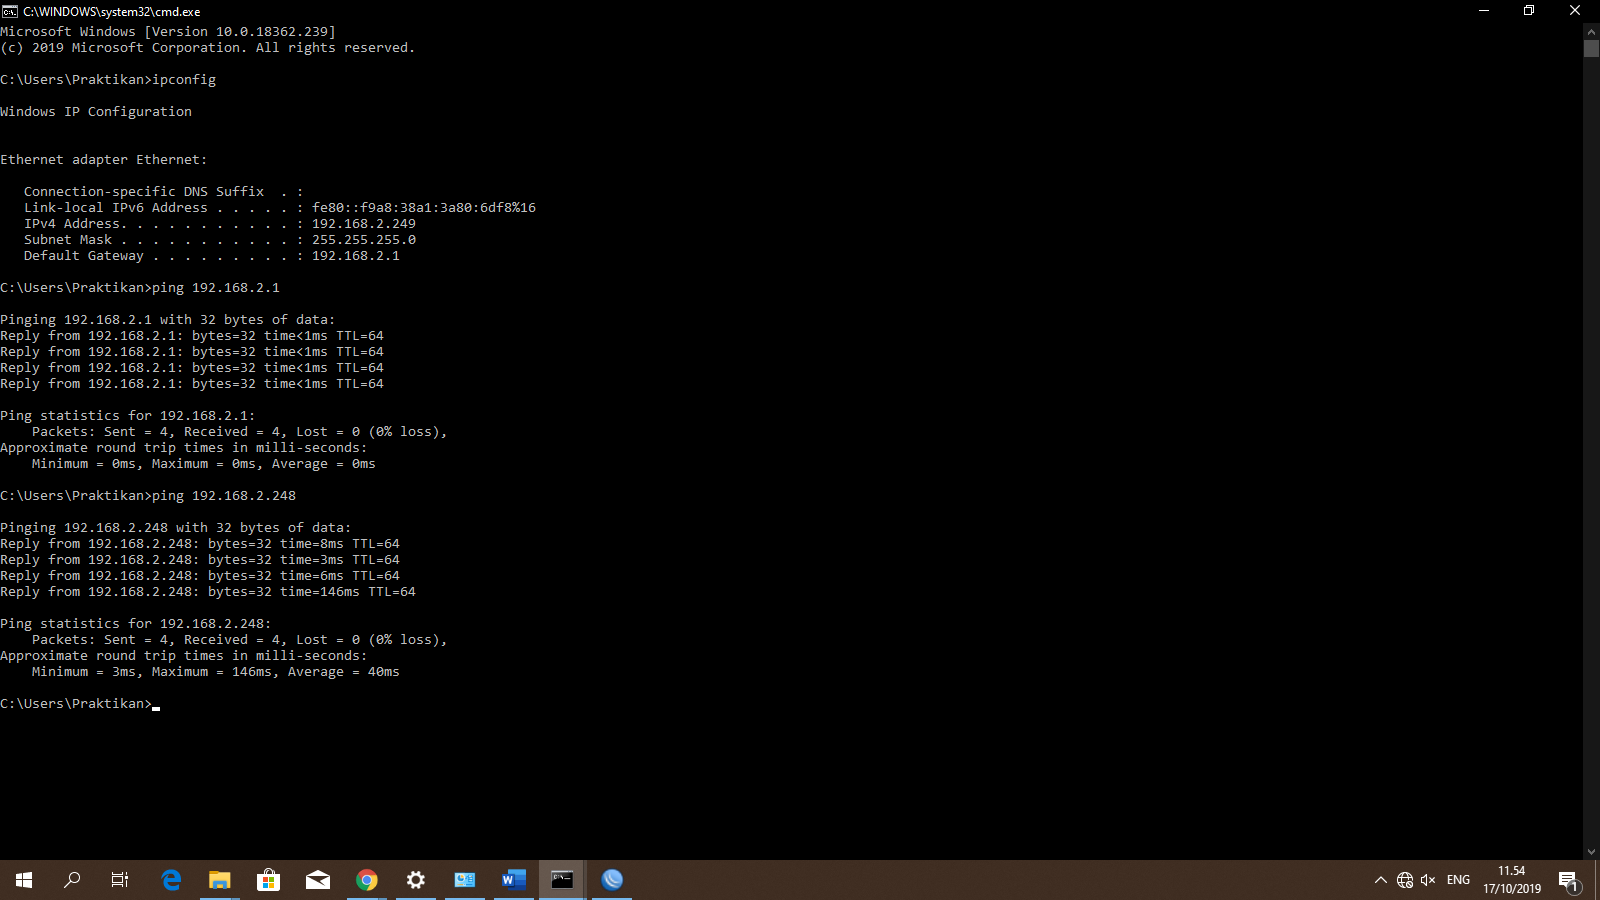 C:\WINDOWS\system32\cmd.exe
Microsoft Windows [Version 10.0.18362.239]
(c) 2019 Microsoft Corporation. All rights reserved.
C:\Users\Praktikan>ipconfig
Windows IP Configuration
Ethernet adapter Ethernet:
Connection-specific DNS Suffix  . :
Link-local IPv6 Address . . . . . : fe80::f9a8:38a1:3a80:6df8%16
IPv4 Address. . . . . . . . . . . : 192.168.2.249
Subnet Mask . . . . . . . . . . . : 255.255.255.0
Default Gateway . . . . . . . . . : 192.168.2.1
C:\Users\Praktikan>ping 192.168.2.1
Pinging 192.168.2.1 with 32 bytes of data:
Reply from 192.168.2.1: bytes=32 time<1ms TTL=64
Reply from 192.168.2.1: bytes=32 time<1ms TTL=64
Reply from 192.168.2.1: bytes=32 time<1ms TTL=64
Reply from 192.168.2.1: bytes=32 time<1ms TTL=64
Ping statistics for 192.168.2.1:
Packets: Sent = 4, Received = 4, Lost = 0 (0% loss),
Approximate round trip times in milli-seconds:
Minimum = 0ms, Maximum = 0ms, Average = 0ms
C:\Users\Praktikan>ping 192.168.2.248
Pinging 192.168.2.248 with 32 bytes of data:
Reply from 192.168.2.248: bytes=32 time=8ms TTL=64
Reply from 192.168.2.248: bytes=32 time=3ms TTL=64
Reply from 192.168.2.248: bytes=32 time=6ms TTL=64
Reply from 192.168.2.248: bytes=32 time=146ms TTL=64
Ping statistics for 192.168.2.248:
Packets: Sent = 4, Received = 4, Lost = 0 (0% loss),
Approximate round trip times in milli-seconds:
Minimum = 3ms, Maximum = 146ms, Average = 40ms
C:\Users\Praktikan>
ENG
11.54
17/10/2019
1